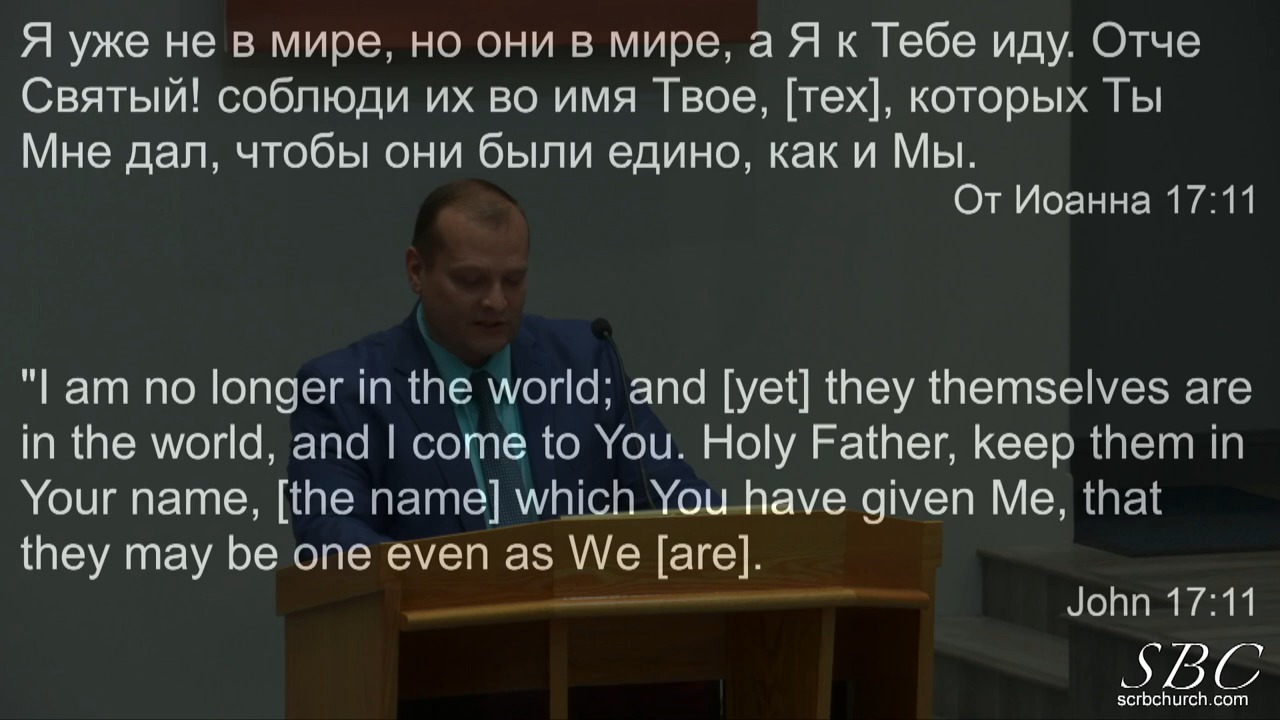 Я уже не в мире, но они в мире, а Я к Тебе иду. Отче
Святый! соблюди их во имя Твое, [тех], которых Ты
Мне дал, чтобы они были едино, как и Мы.
От Иоанна 17:11
"I am no longer in the world; and [yet] they themselves are
in the world, and I come to You. Holy Father, keep them in
Your name, [the name] which You have given Me, that
they may be one even as We [are].
John 17:11
SBC
scrbchurch.com